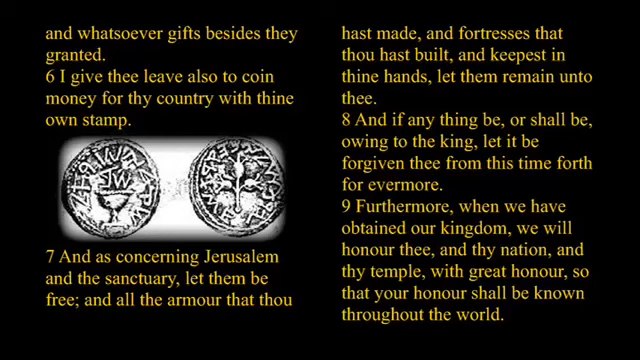 and whatsoever gifts besides they
granted.
6 I give thee leave also to coin
money for thy country with thine
own stamp.
7 And as concerning Jerusalem
and the sanctuary, let them be
free; and all the armour that thou
hast made, and fortresses that
thou hast built, and keepest in
thine hands, let them remain unto
thee.
8 And if any thing be, or shall be,
owing to the king, let it be
forgiven thee from this time forth
for evermore.
9 Furthermore, when we have
obtained our kingdom, we will
honour thee, and thy nation, and
thy temple, with great honour, so
that your honour shall be known
throughout the world.